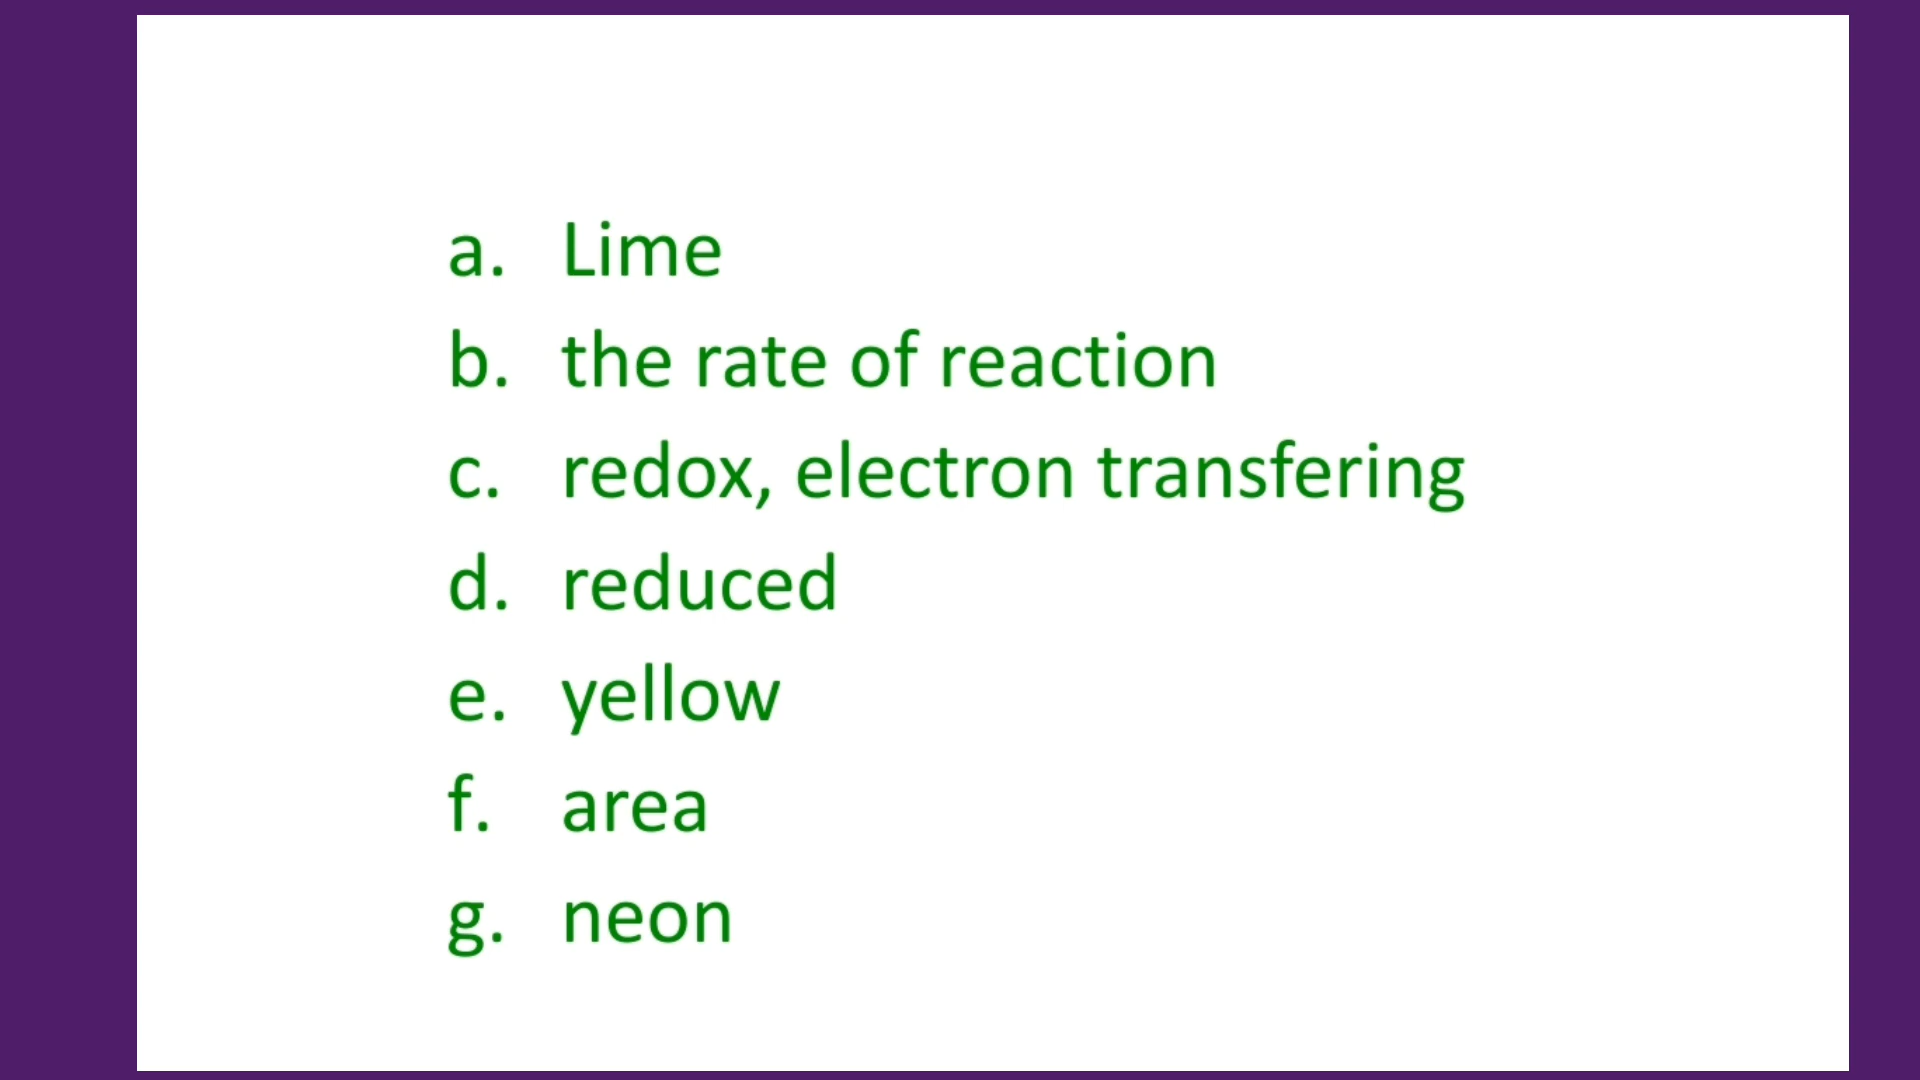 a. Lime
b. the rate of reaction
c. redox, electron transfering
d. reduced
e. yellow
f. area
g. neon